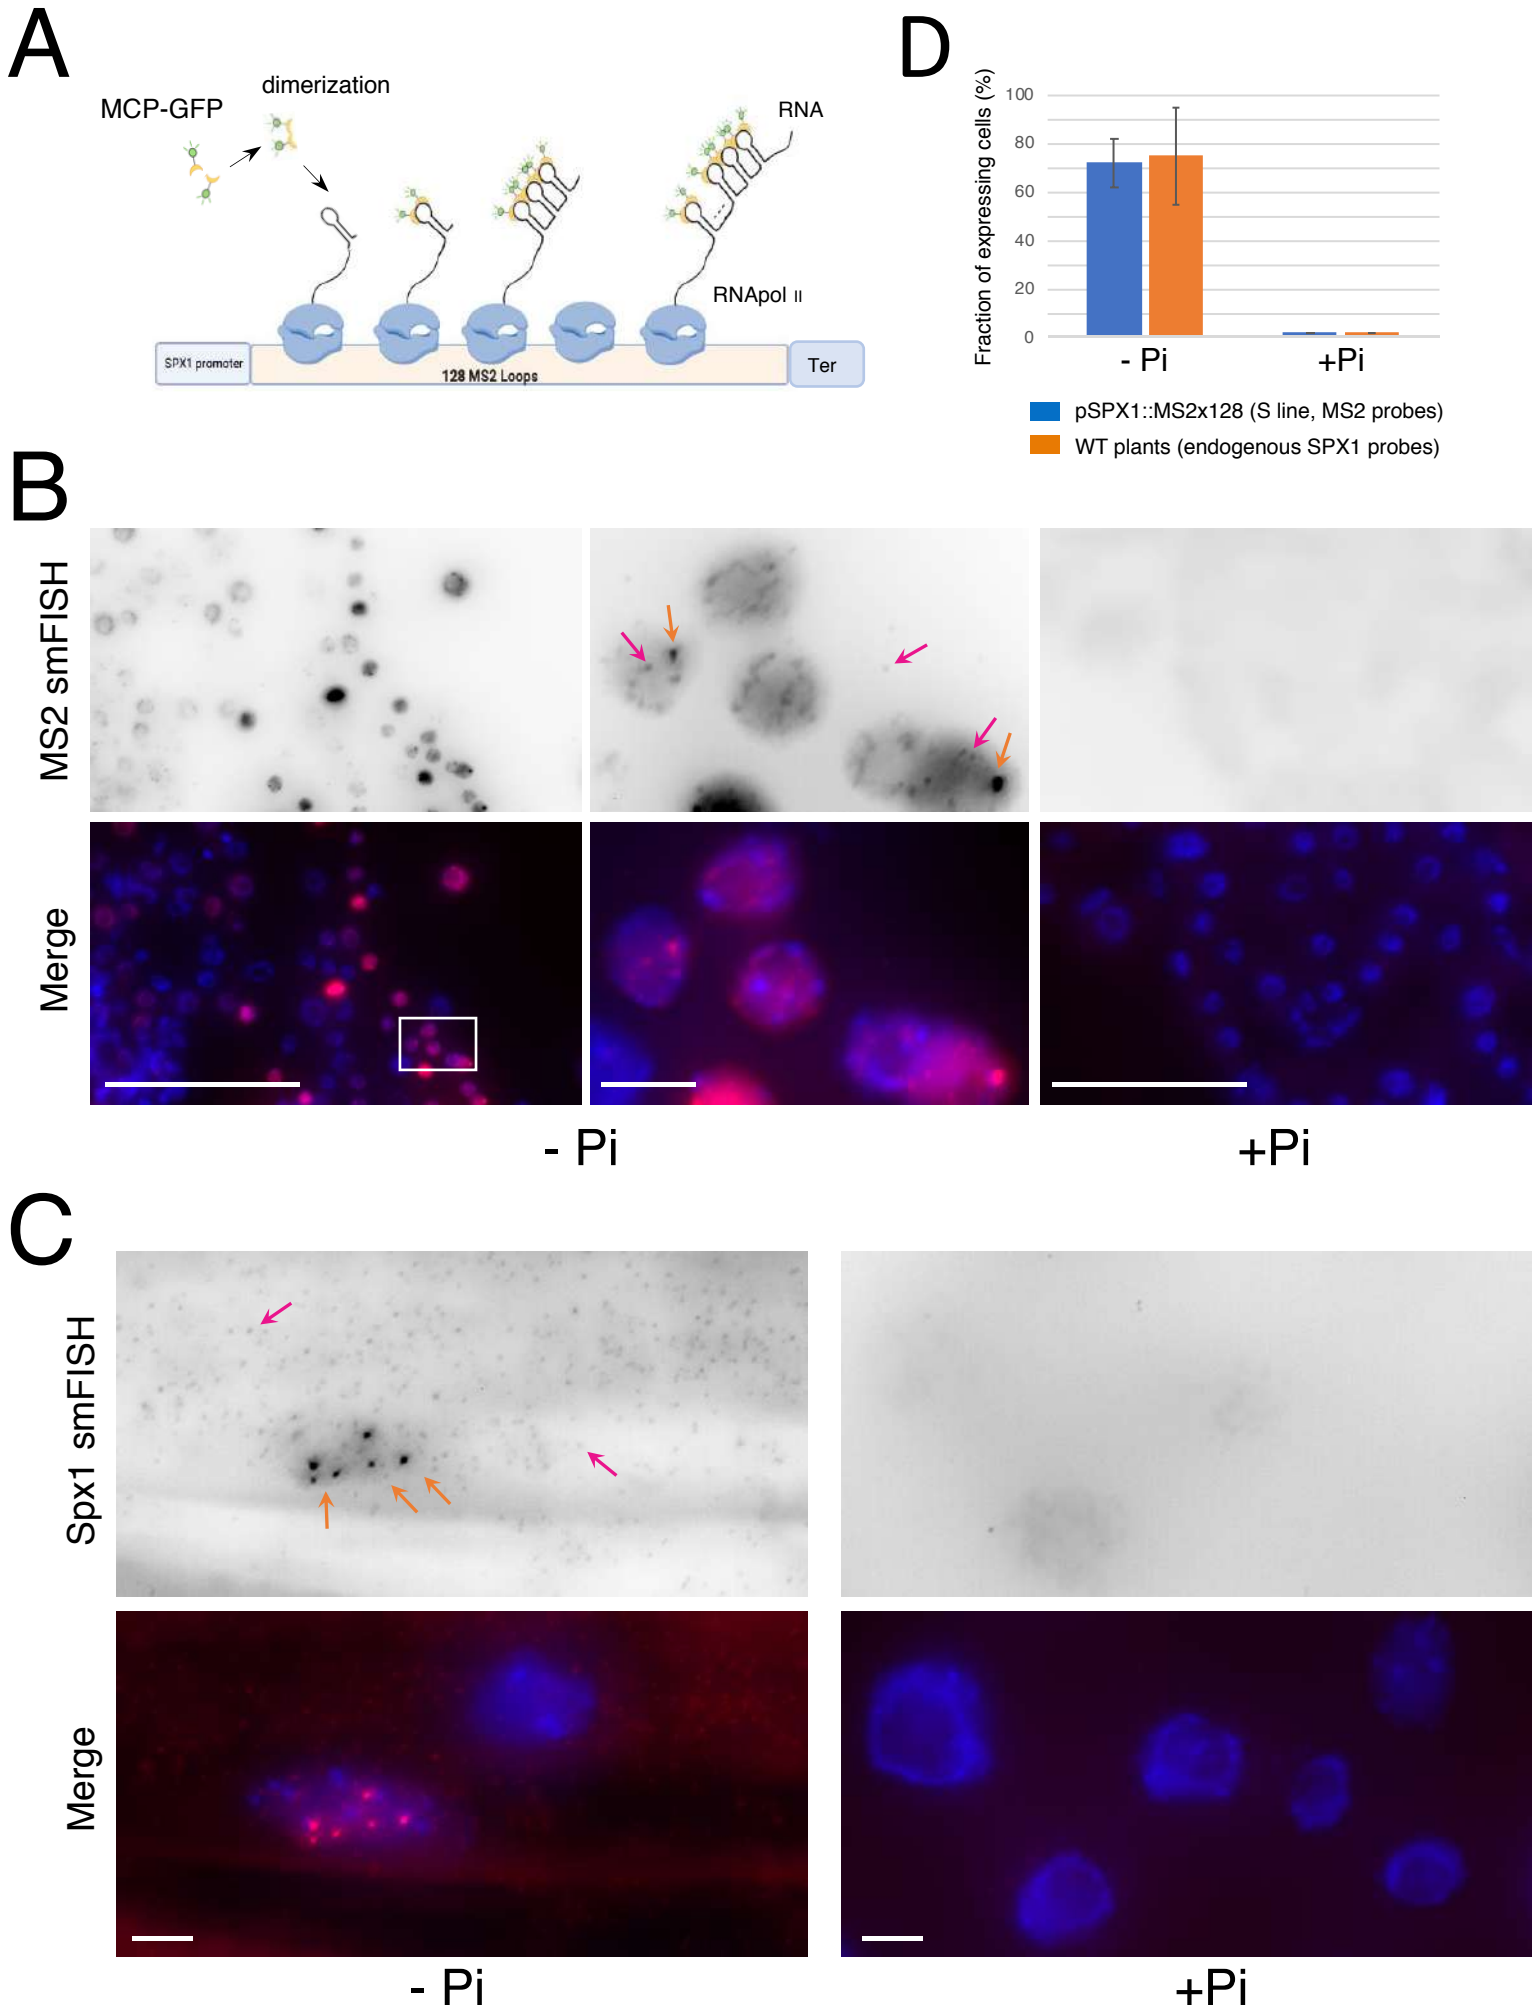 A
MCP-GFP
dimerization
RNA
RNApol II
SPX1 promoter
128 MS2 Loops
Ter
D
Fraction of expressing cells (%)
100
80
60
40
20
0
- Pi
+Pi
pSPX1::MS2x128 (S line, MS2 probes)
WT plants (endogenous SPX1 probes)
B
MS2 smFISH
Merge
- Pi
+Pi
C
Spx1 smFISH
Merge
- Pi
+Pi